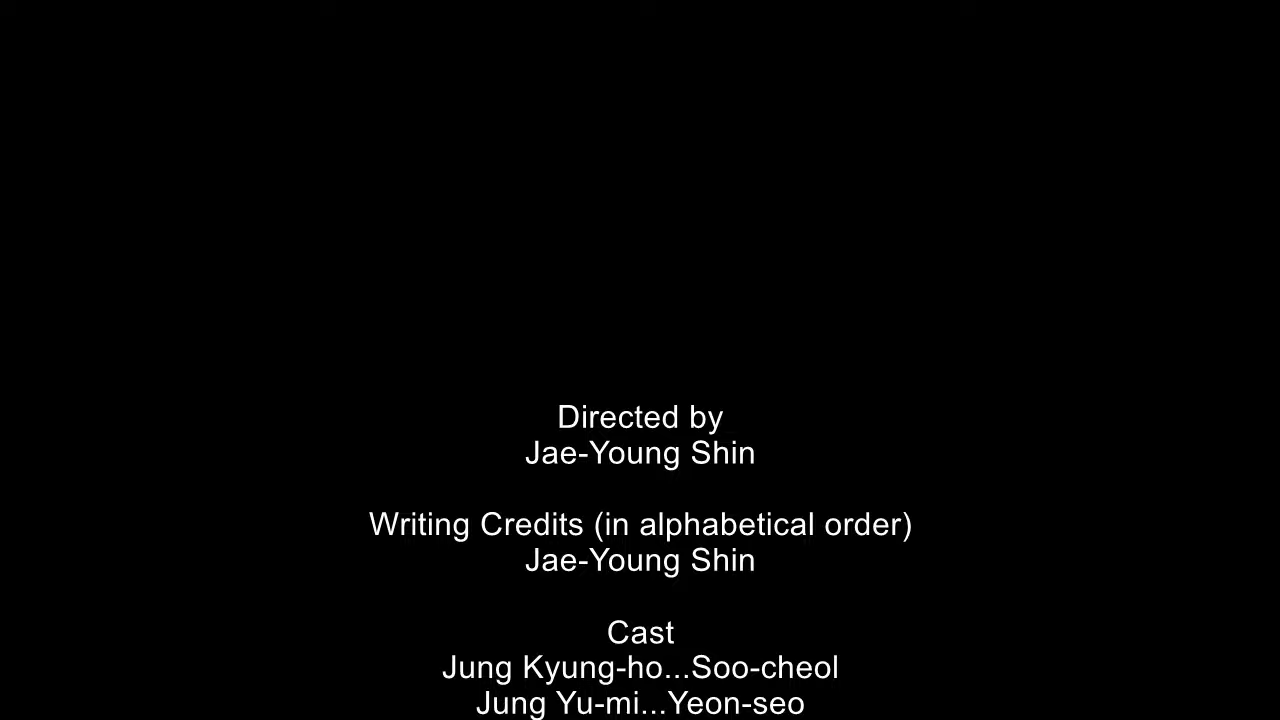 Directed by
Jae-Young Shin
Writing Credits (in alphabetical order)
Jae-Young Shin
Cast
Jung Kyung-ho...Soo-cheol
Jung Yu-mi...Yeon-seo